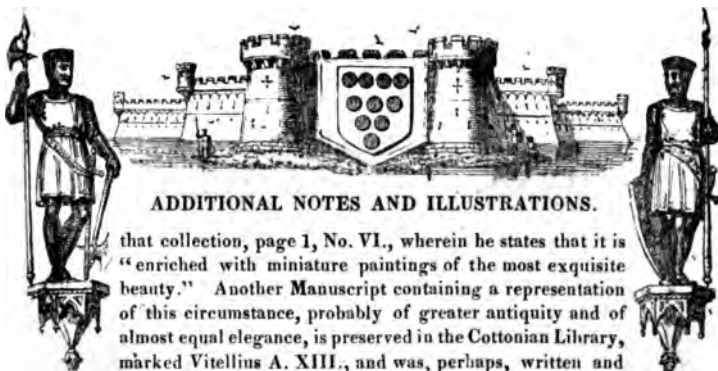 ADDITIONAL NOTES AND ILLUSTRATIONS.
that collection, page 1, No. VI., wherein he states that it is
“enriched with miniature paintings of the most exquisite
beauty.” Another Manuscript containing a representation
of this circumstance, probably of greater antiquity and of
almost equal elegance, is preserved in the Cottonian Library,
marked Vitellius A. XIII., and was, perhaps, written and